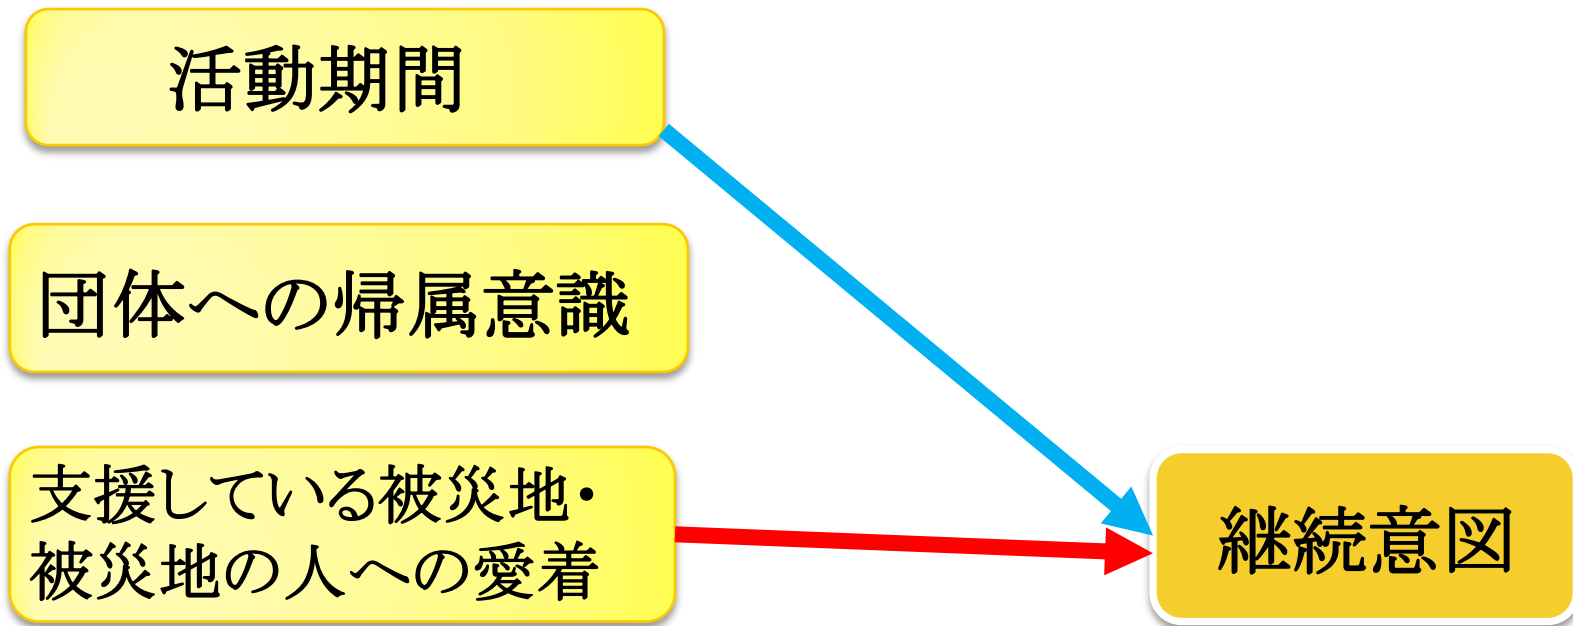 活動期間
団体への帰属意識
支援している被災地・
被災地の人への愛着
継続意図